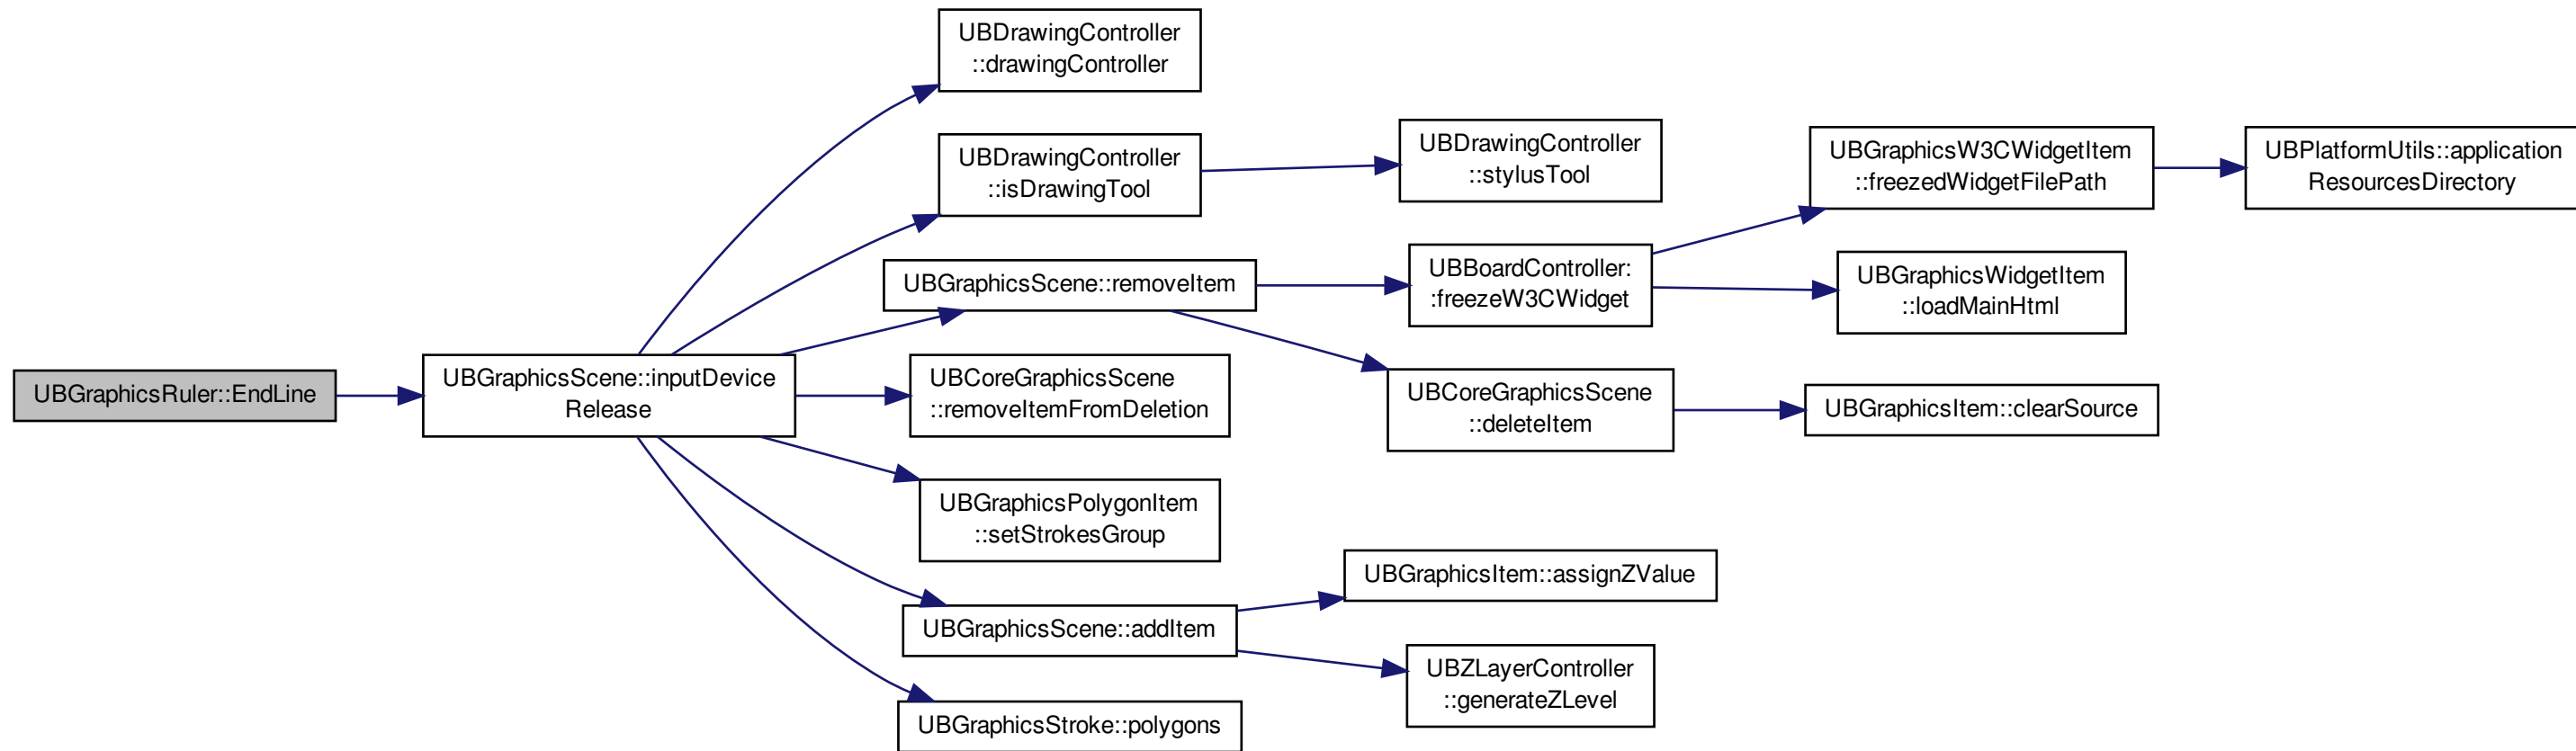 UBDrawingController
::drawingController
UBDrawingController
::isDrawingTool
UBDrawingController
::stylusTool
UBGraphicsW3CWidgetItem
::freezedWidgetFilePath
UBPlatformUtils::application
ResourcesDirectory
UBGraphicsScene::removeItem
UBBoardController:
:freezeW3CWidget
UBGraphicsWidgetItem
::loadMainHtml
UBGraphicsRuler::EndLine
UBGraphicsScene::inputDevice
Release
UBCoreGraphicsScene
::removeItemFromDeletion
UBCoreGraphicsScene
::deleteItem
UBGraphicsItem::clearSource
UBGraphicsPolygonItem
::setStrokesGroup
UBGraphicsScene::addItem
UBGraphicsItem::assignZValue
UBZLayerController
::generateZLevel
UBGraphicsStroke::polygons